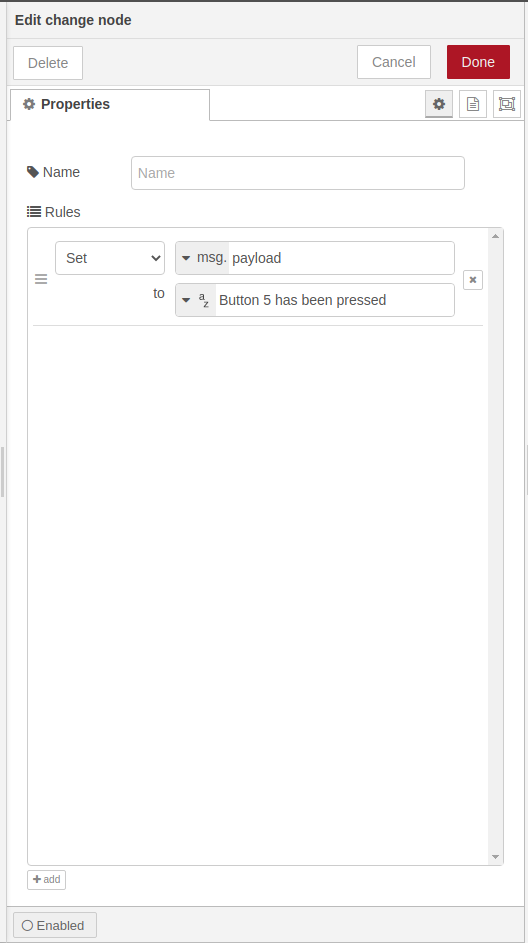 Edit change node
Delete
Cancel
Done
Properties
Name
Name
Rules
Set
msg. payload
to
az Button 5 has been pressed
add
Enabled